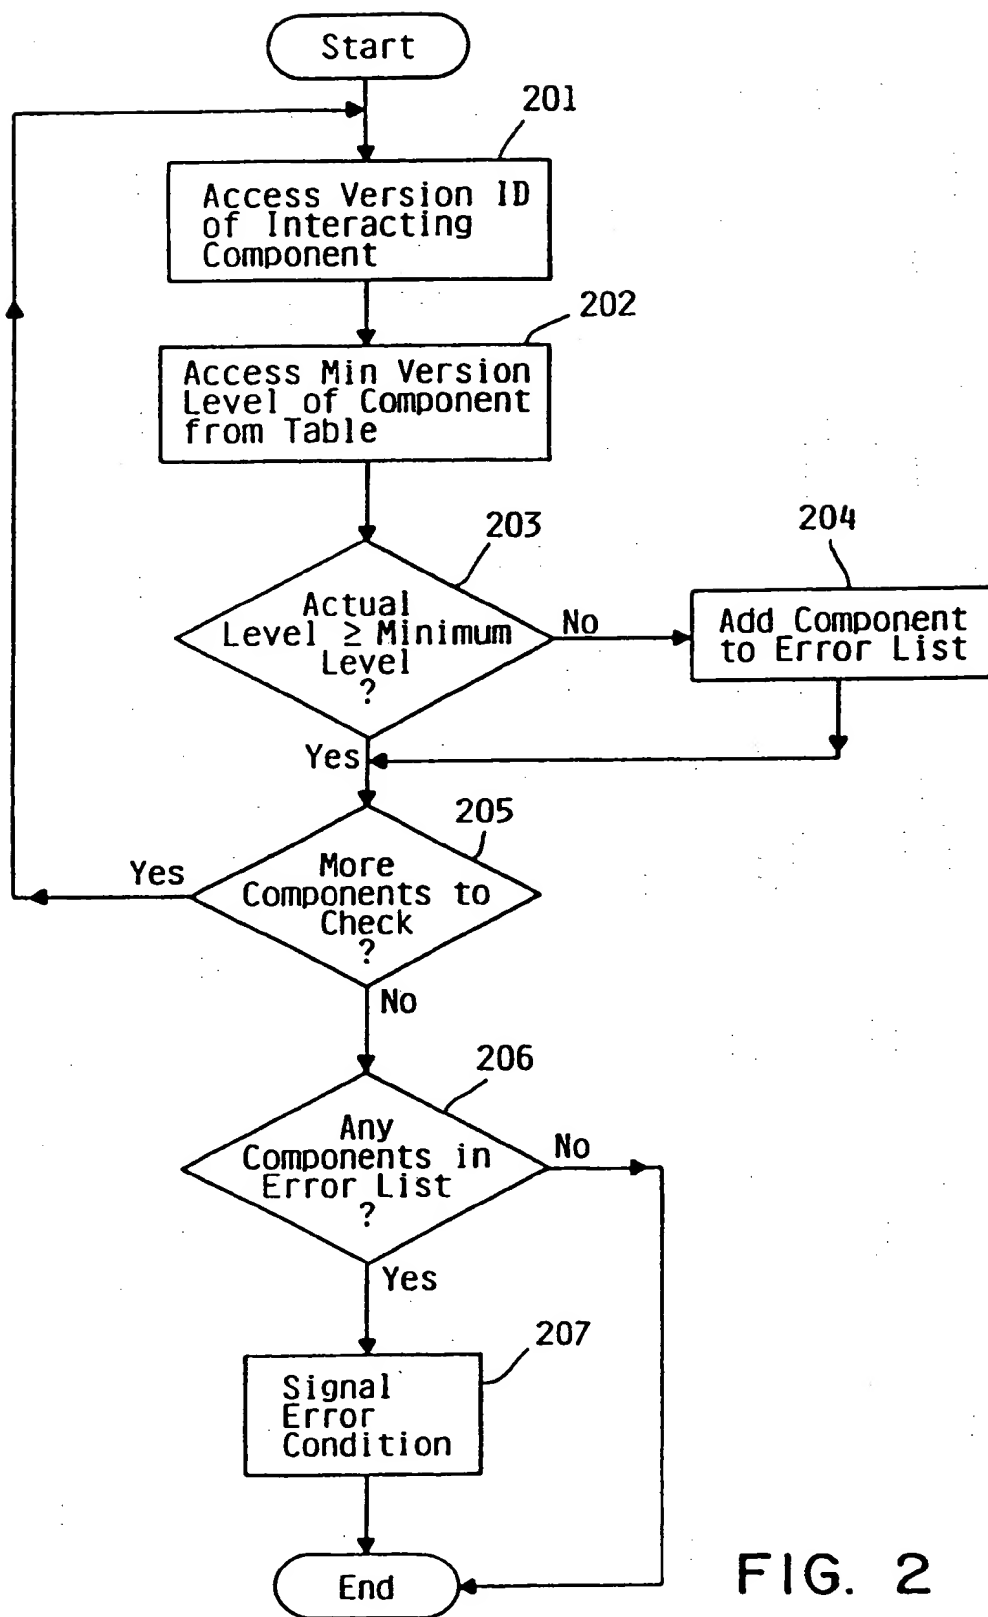 Start
201
Access Version ID
of Interacting
Component
202
Access Min Version
Level of Component
from Table
203
Actual
Level ≥ Minimum
Level
?
No
204
Add Component
to Error List
Yes
205
More
Components to
Check
?
Yes
No
206
Any
Components in
Error List
?
No
Yes
207
Signal
Error
Condition
End
FIG. 2